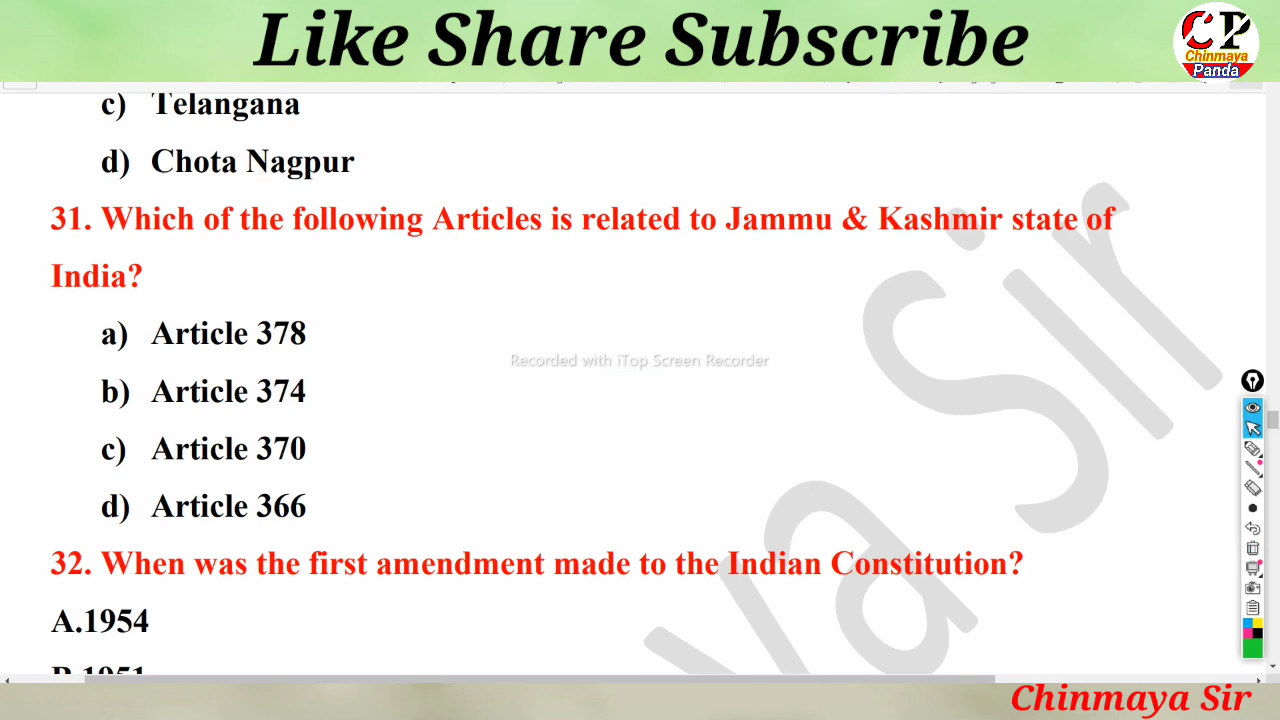 Like Share Subscribe
CP
Chinmaya
Panda
c) Telangana
d) Chota Nagpur
31. Which of the following Articles is related to Jammu & Kashmir state of
India?
a) Article 378
Recorded with iTop Screen Recorder
b) Article 374
c) Article 370
d) Article 366
32. When was the first amendment made to the Indian Constitution?
A.1954
B.1951
Chinmaya Sir